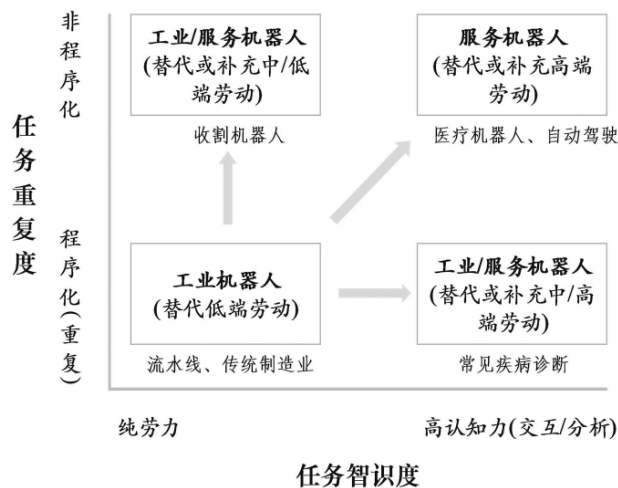 任务重复度
非程序化
程序化(重复)
工业/服务机器人
(替代或补充中/低
端劳动)
收割机器人
服务机器人
(替代或补充高端
劳动)
医疗机器人、自动驾驶
工业机器人
(替代低端劳动)
流水线、传统制造业
工业/服务机器人
(替代或补充中/高
端劳动)
常见疾病诊断
纯劳力
高认知力(交互/分析)
任务智识度